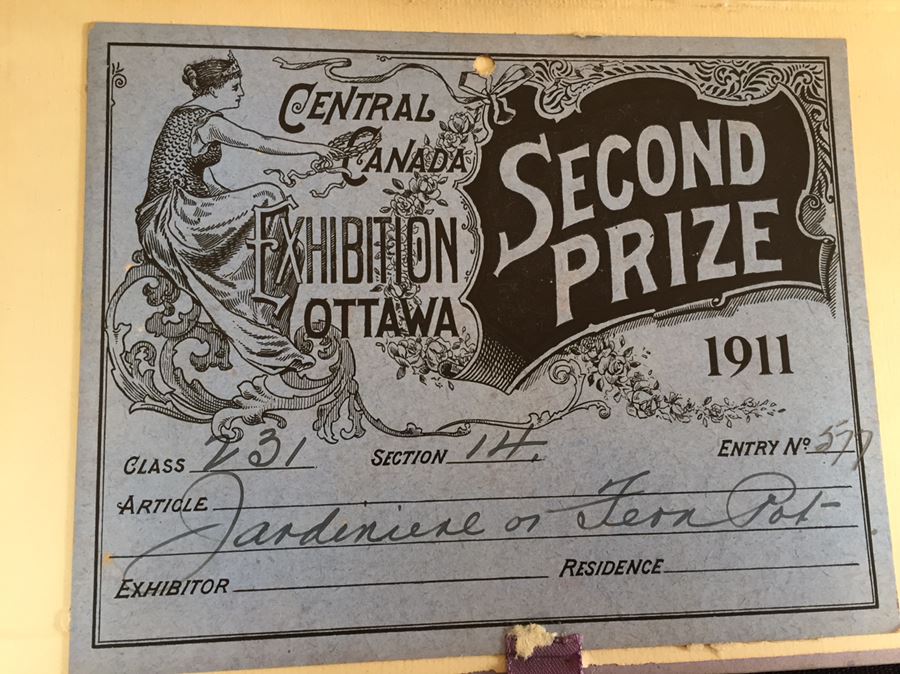 CENTRAL
CANADA
EXHIBITION
OTTAWA
SECOND
PRIZE
1911
CLASS 231 SECTION 14. ENTRY Nº 577
ARTICLE
Jardiniere or Fern Pot
EXHIBITOR RESIDENCE